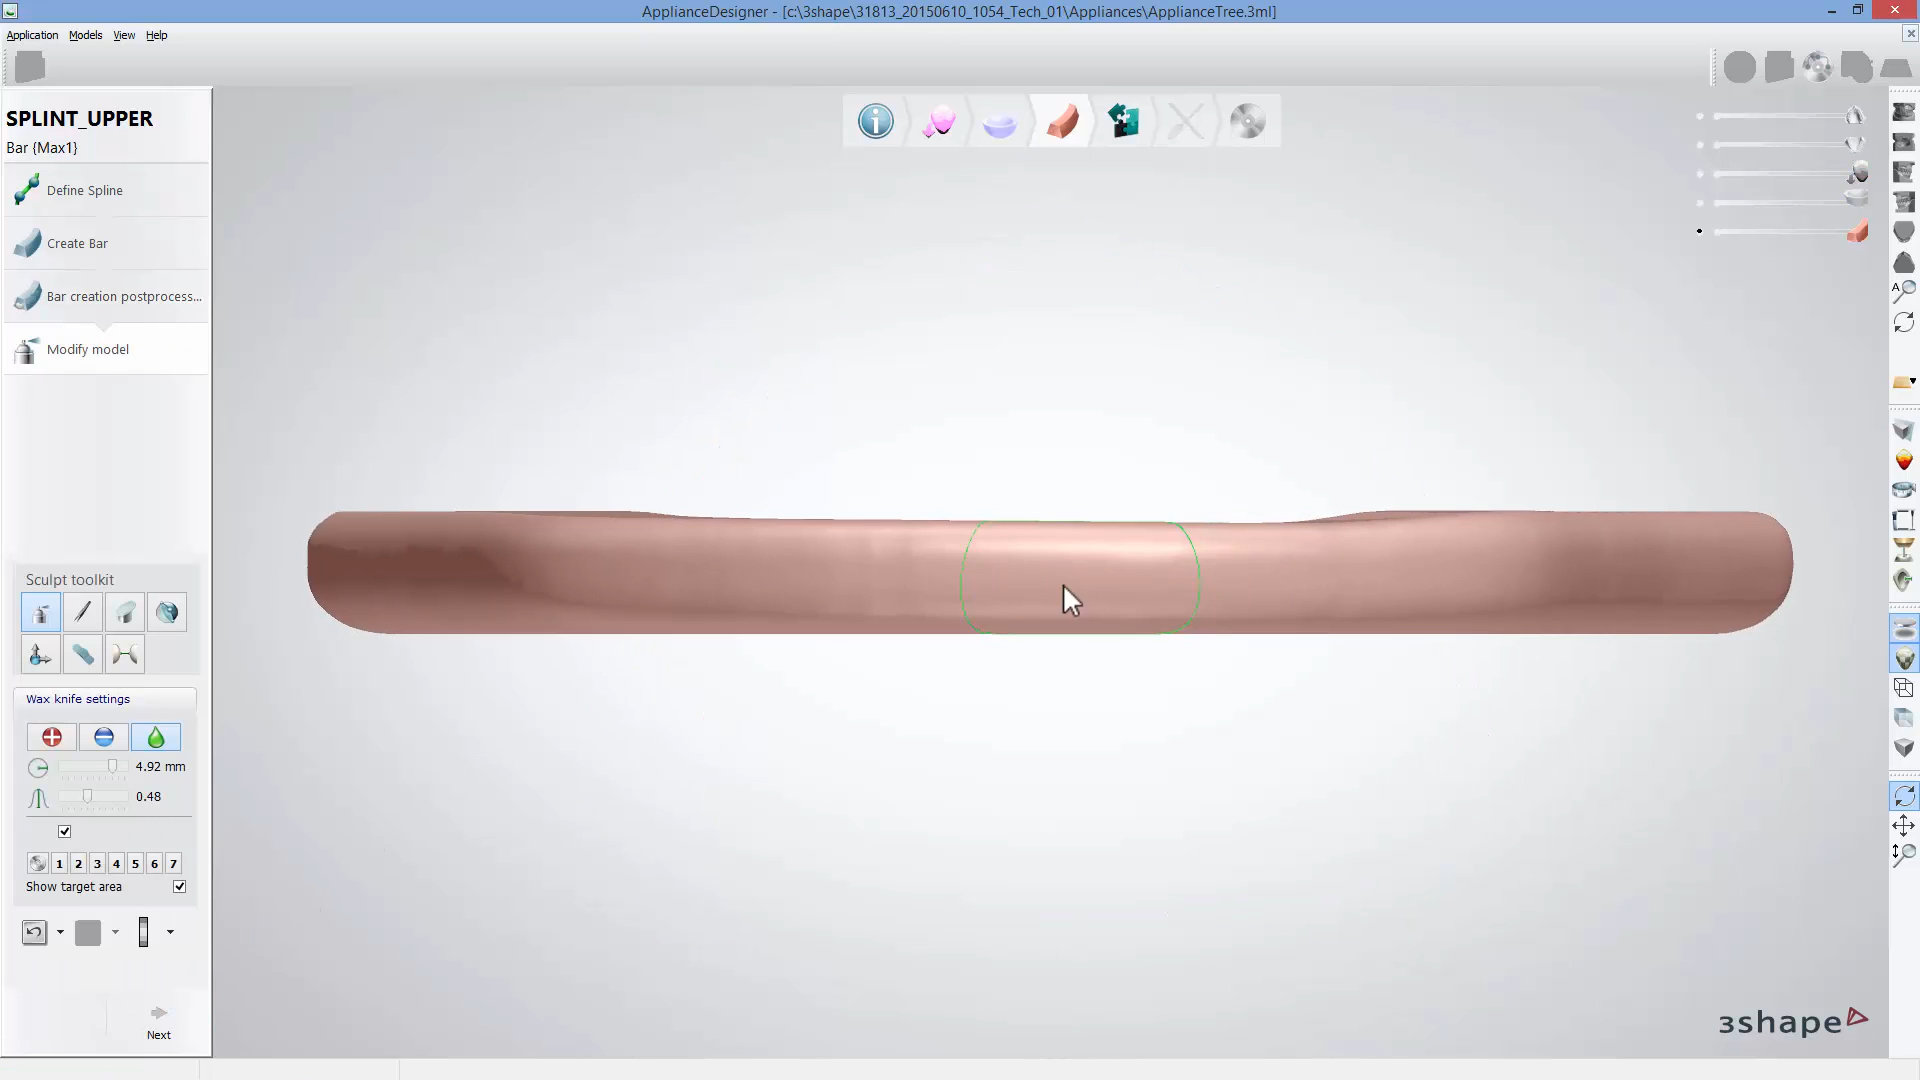 ApplianceDesigner - [c:\3shape\31813_20150610_1054_Tech_01\Appliances\ApplianceTree.3ml]
Application Models View Help
SPLINT_UPPER
Bar {Max1}
Define Spline
Create Bar
Bar creation postprocess...
Modify model
A
Sculpt toolkit
Wax knife settings
4.92 mm
0.48
1 2 3 4 5 6 7
Show target area
Next
3shape